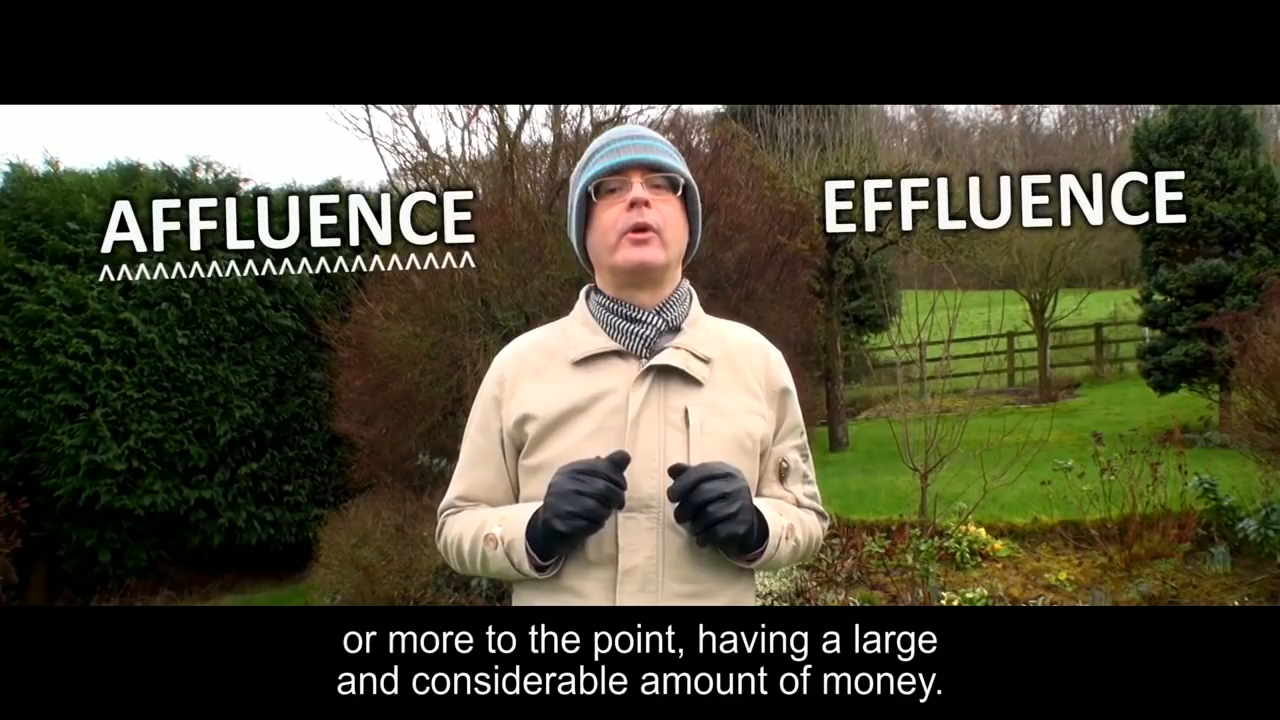 AFFLUENCE
^^^^^^^^^^^^^^^^^^^^^
EFFLUENCE
or more to the point, having a large
and considerable amount of money.